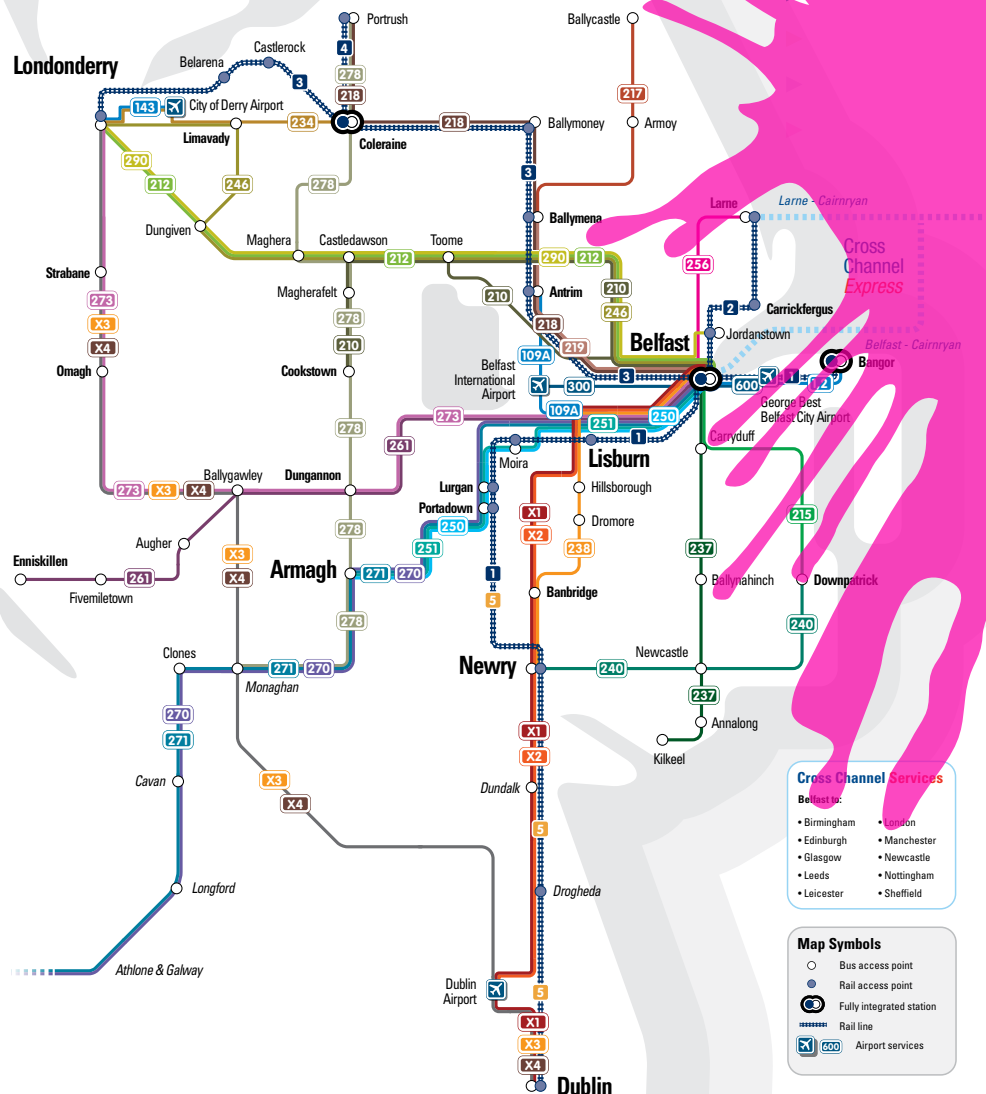 Portrush
Ballycastle
Castlerock
Belarena
Londonderry
4
3
278
218
217
143
City of Derry Airport
234
218
Ballymoney
Armoy
Limavady
Coleraine
290
212
246
278
3
Larne
Larne - Cairnryan
Ballymena
Dungiven
Maghera
Castledawson
Toome
212
290
212
256
Cross
Channel
Express
Strabane
273
X3
X4
Magherafelt
278
210
210
Antrim
210
246
2
Carrickfergus
218
219
Belfast
Jordanstown
Belfast - Cairnryan
Omagh
Cookstown
109A
Belfast
International
Airport
300
3
600
1
Bangor
George Best
Belfast City Airport
273
109A
250
251
278
261
1
Carryduff
Moira
Lisburn
Ballygawley
Dungannon
273
X3
X4
Lurgan
Portadown
Hillsborough
X1
X2
Dromore
215
250
251
278
Augher
X3
X4
238
237
Enniskillen
261
Fivemiletown
Armagh
271
270
1
5
Banbridge
Ballynahinch
Downpatrick
278
240
Clones
271
270
Monaghan
Newry
240
Newcastle
237
270
271
X1
X2
Annalong
Kilkeel
Cavan
X3
X4
Dundalk
5
Cross Channel Services
Belfast to:
• Birmingham
• London
• Edinburgh
• Manchester
• Glasgow
• Newcastle
• Leeds
• Nottingham
• Leicester
• Sheffield
Longford
Drogheda
Athlone & Galway
Dublin
Airport
5
X1
X3
X4
Dublin
Map Symbols
Bus access point
Rail access point
Fully integrated station
Rail line
600
Airport services